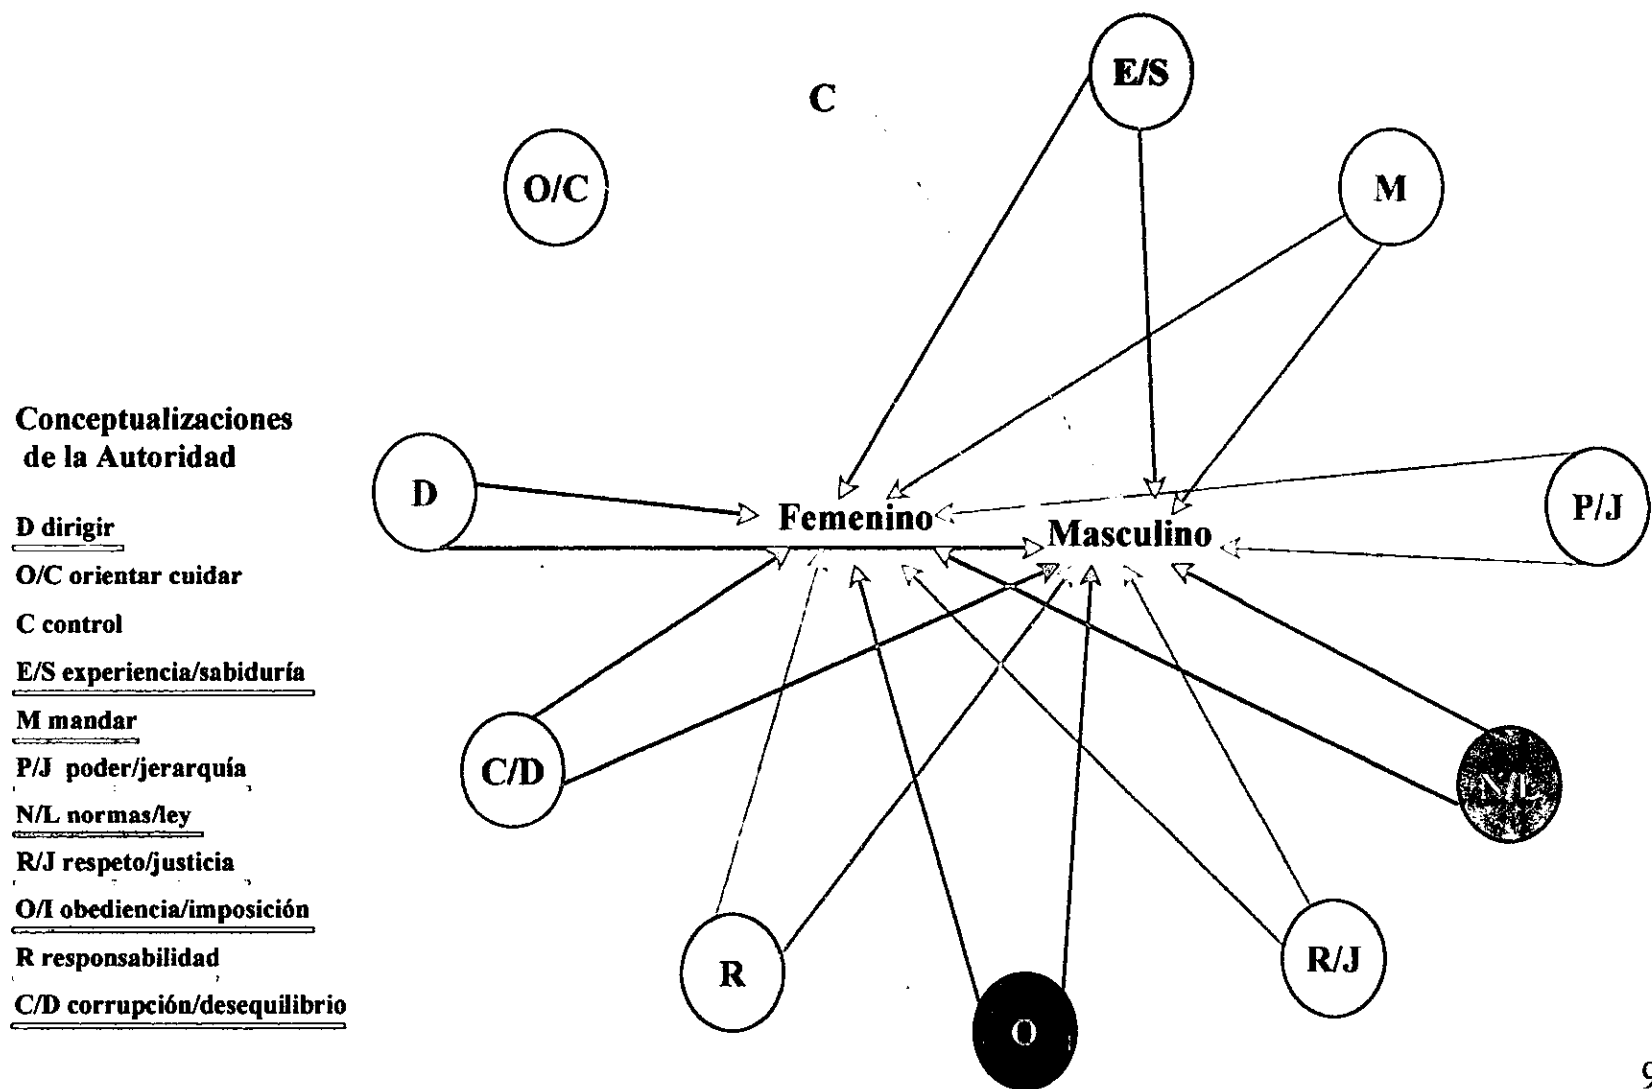 C
E/S
O/C
M
Conceptualizaciones
de la Autoridad
D
Femenino
Masculino
P/J
D dirigir
O/C orientar cuidar
C control
E/S experiencia/sabiduría
M mandar
P/J poder/jerarquía
N/L normas/ley
R/J respeto/justicia
O/I obediencia/imposición
R responsabilidad
C/D corrupción/desequilibrio
C/D
N/L
R
R/J
O
9